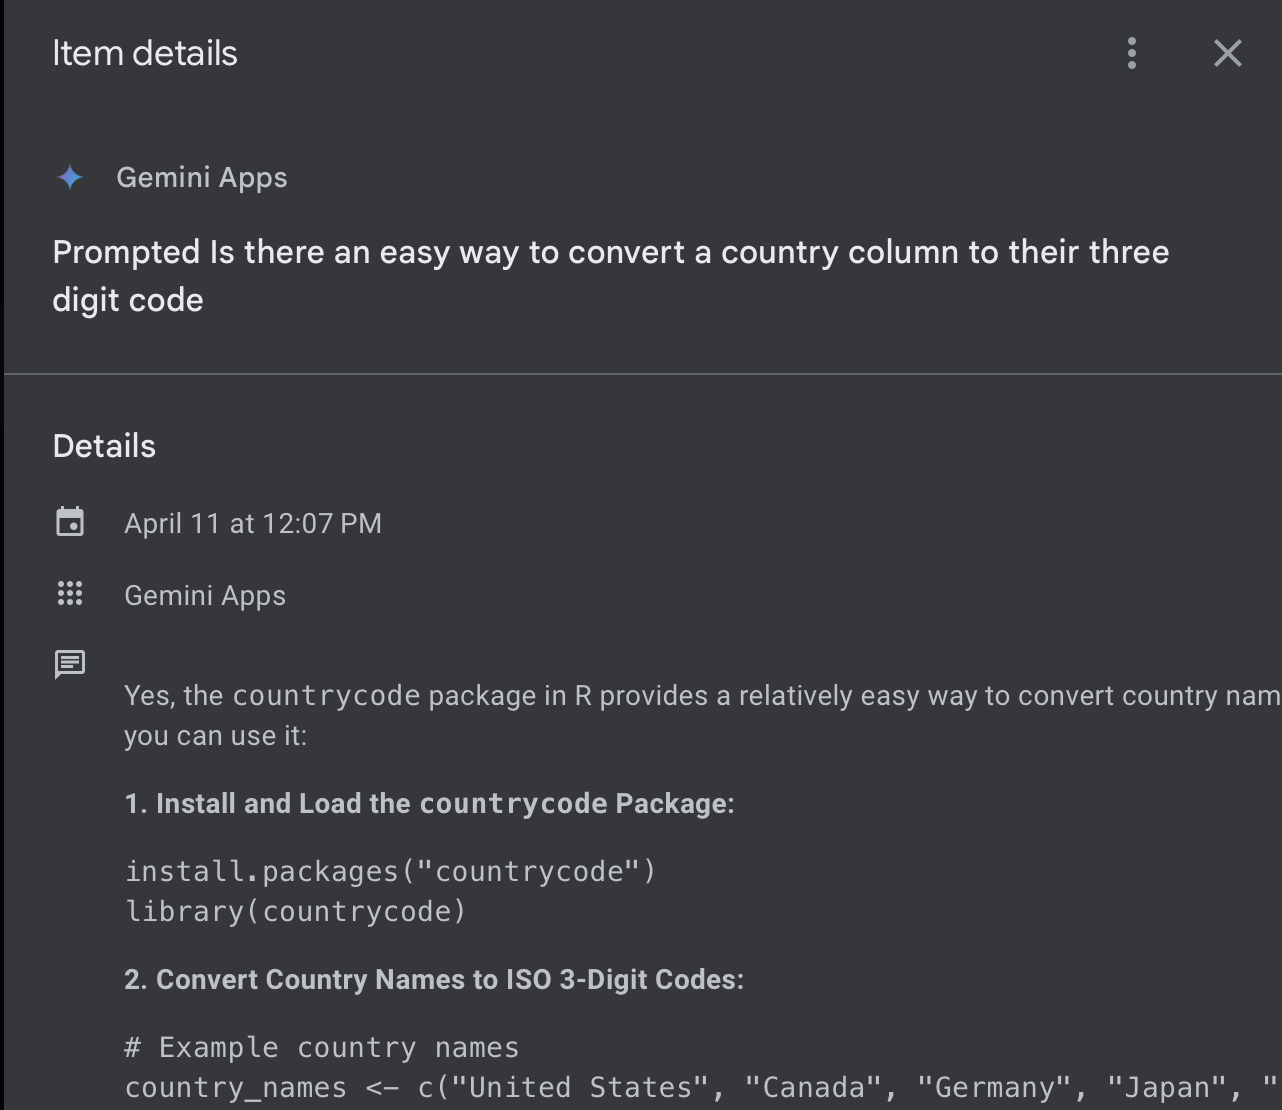 Item details
Gemini Apps
Prompted Is there an easy way to convert a country column to their three
digit code
Details
April 11 at 12:07 PM
Gemini Apps
Yes, the countrycode package in R provides a relatively easy way to convert country nam
you can use it:
1. Install and Load the countrycode Package:
install.packages("countrycode")
library(countrycode)
2. Convert Country Names to ISO 3-Digit Codes:
# Example country names
country_names <- c("United States", "Canada", "Germany", "Japan", "